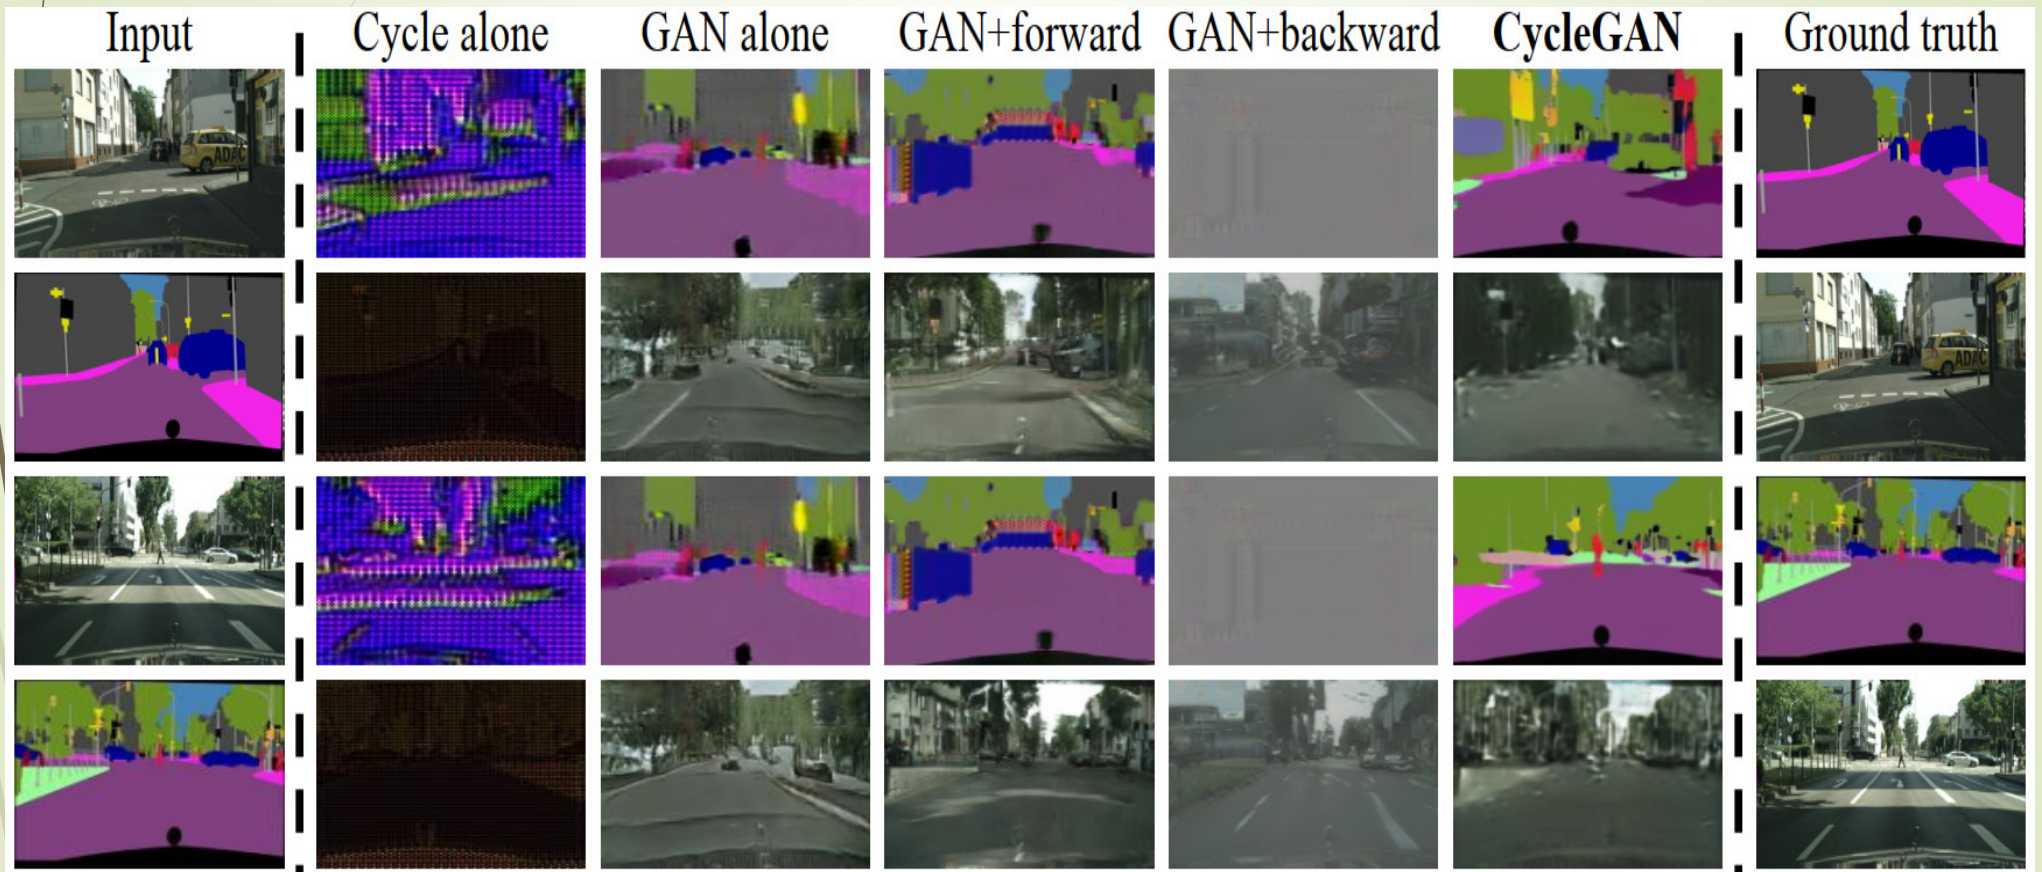 Input
Cycle alone
GAN alone
GAN+forward
GAN+backward
CycleGAN
Ground truth
ADAC
ADAC